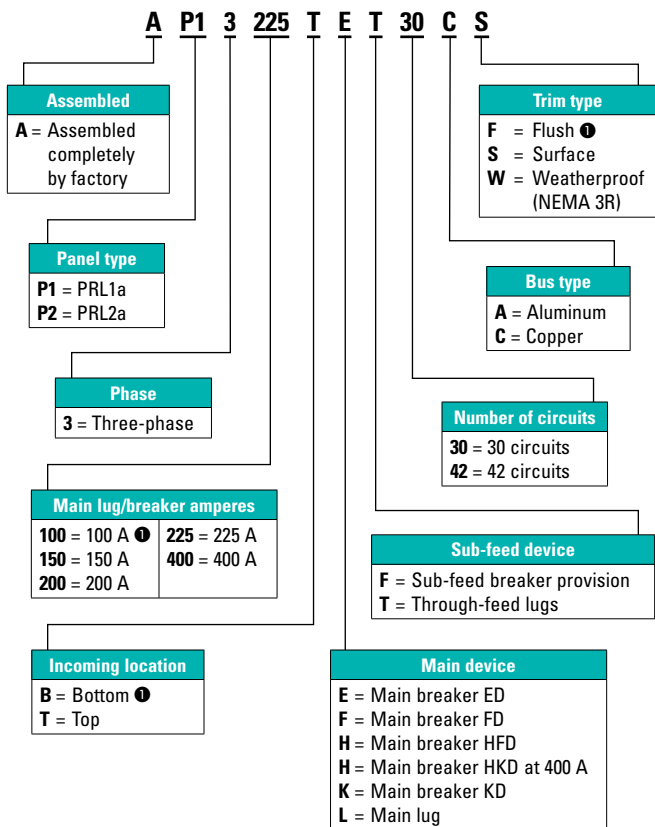 A P1 3 225 T E T 30 C S
Assembled
A = Assembled
completely
by factory
Trim type
F = Flush ❶
S = Surface
W = Weatherproof
(NEMA 3R)
Panel type
P1 = PRL1a
P2 = PRL2a
Bus type
A = Aluminum
C = Copper
Phase
3 = Three-phase
Number of circuits
30 = 30 circuits
42 = 42 circuits
Main lug/breaker amperes
100 = 100 A ❶ 225 = 225 A
150 = 150 A 400 = 400 A
200 = 200 A
Sub-feed device
F = Sub-feed breaker provision
T = Through-feed lugs
Incoming location
B = Bottom ❶
T = Top
Main device
E = Main breaker ED
F = Main breaker FD
H = Main breaker HFD
H = Main breaker HKD at 400 A
K = Main breaker KD
L = Main lug